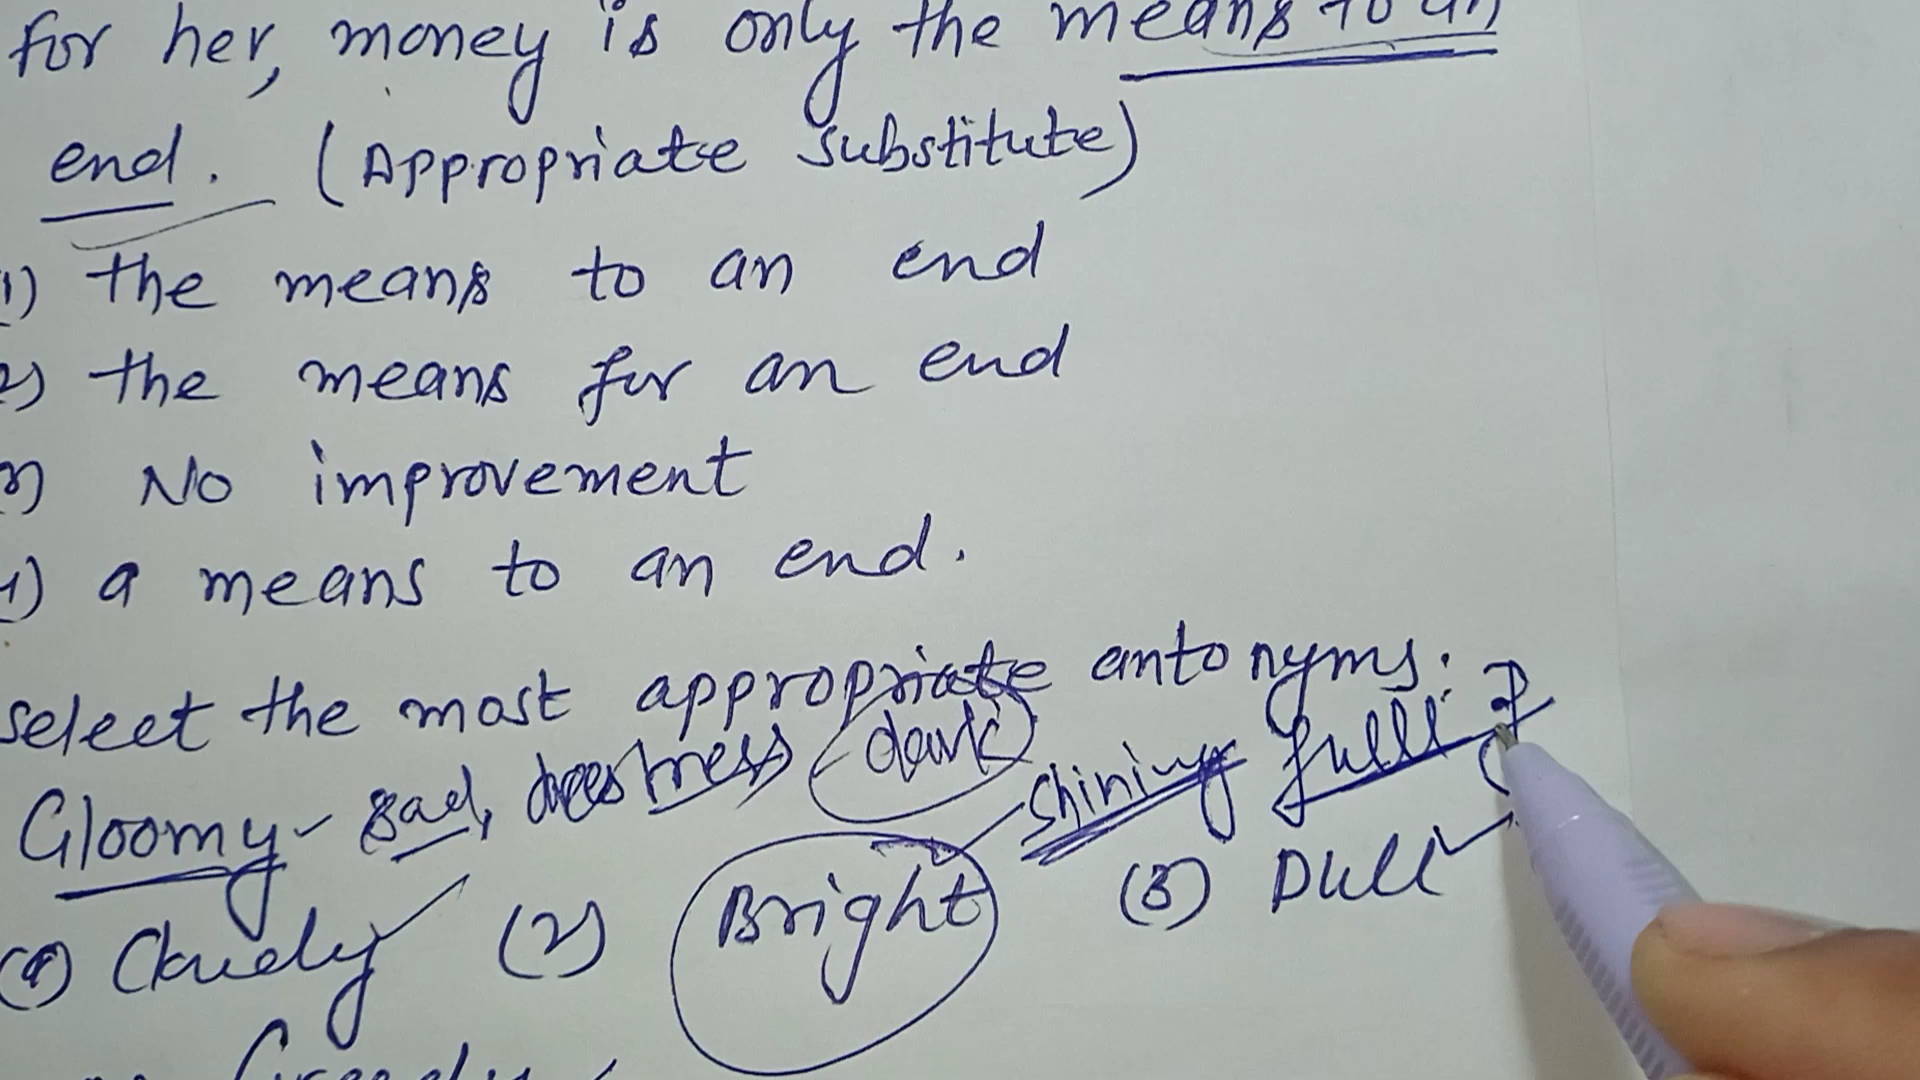 for her, money is only the means to an
end. (Appropriate substitute)
1) the means to an end
2) the means for an end
3) No improvement
4) a means to an end.
select the most appropriate antonyms.
Gloomy - sad, dark shining full
(1) Cloudy (2) Bright (3) Dull